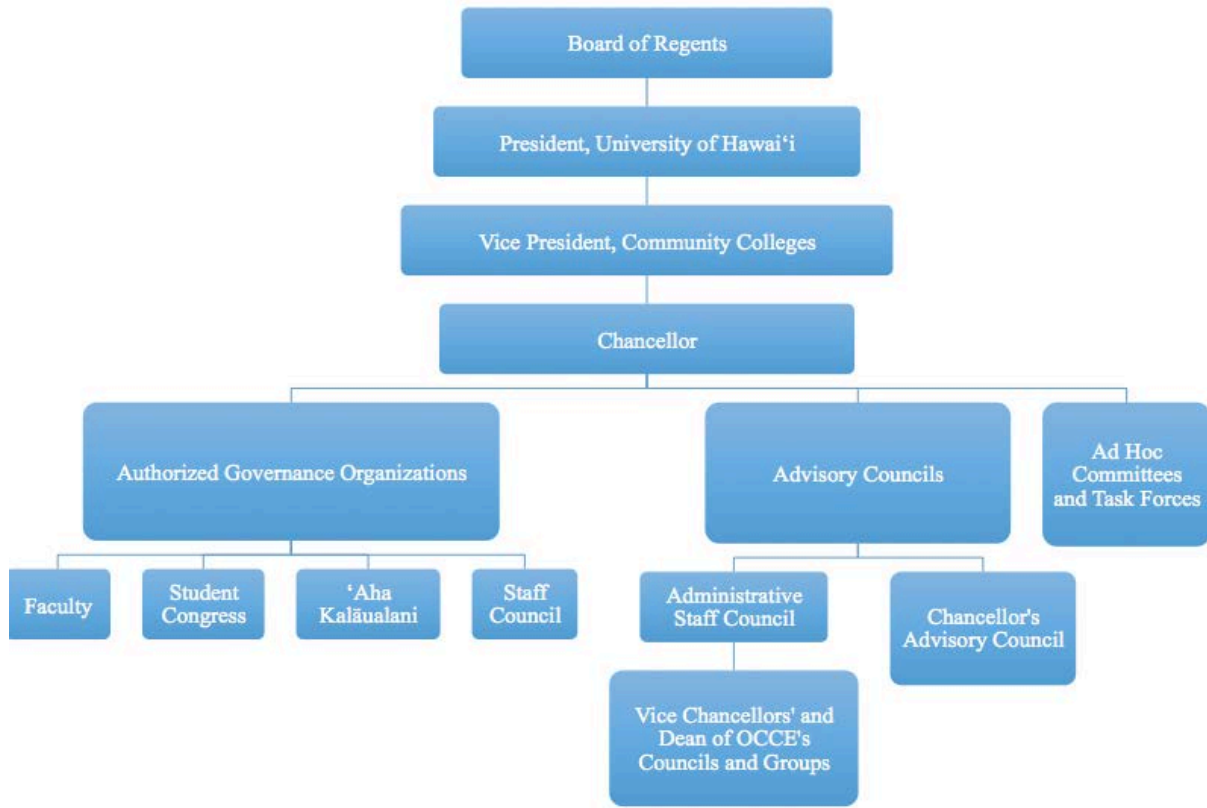 Board of Regents
President, University of Hawaiʻi
Vice President, Community Colleges
Chancellor
Authorized Governance Organizations
Advisory Councils
Ad Hoc
Committees
and Task Forces
Faculty
Student
Congress
ʻAha
Kalāualani
Staff
Council
Administrative
Staff Council
Chancellor's
Advisory Council
Vice Chancellors' and
Dean of OCCE's
Councils and Groups